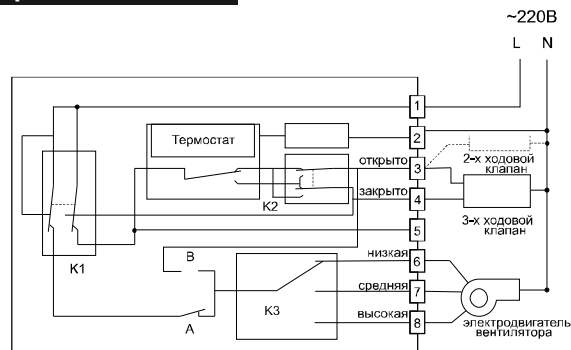 ~220В
L N
1
Термостат
2
открыто
3
2-х ходовой
клапан
K2
закрыто
4
3-х ходовой
клапан
5
K1
B
низкая
6
K3
средняя
7
A
высокая
8
электродвигатель
вентилятора